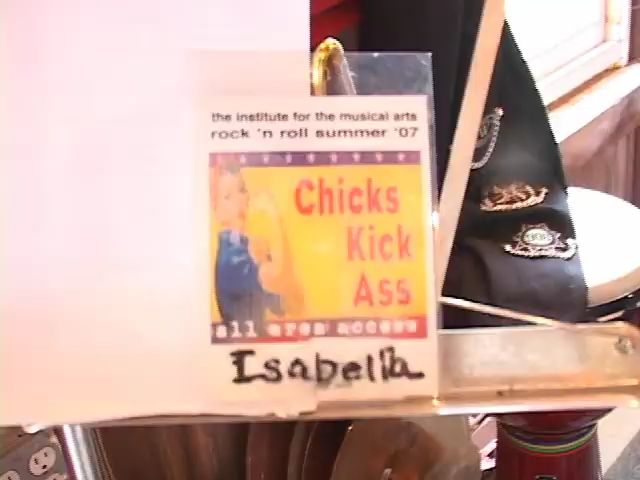 the institute for the musical arts
rock 'n roll summer '07
Chicks
Kick
Ass
all area access
Isabella